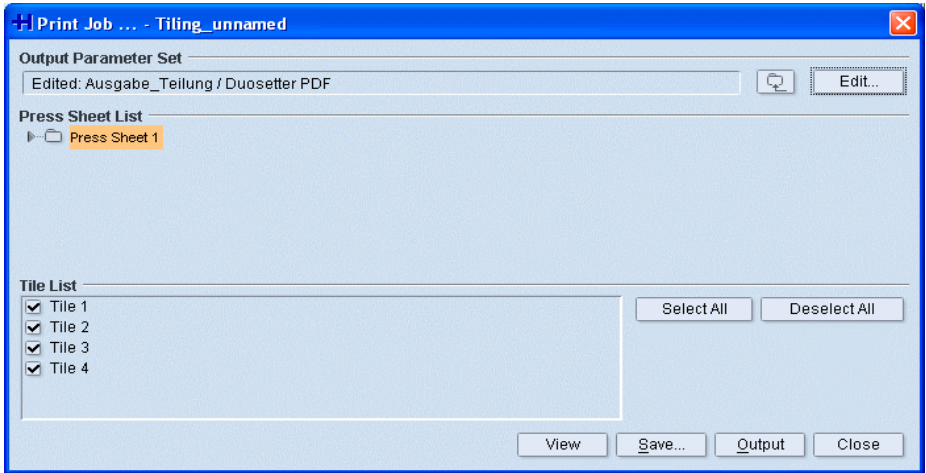 Print Job ... - Tiling_unnamed
Output Parameter Set
Edited: Ausgabe_Teilung / Duosetter PDF
Edit...
Press Sheet List
Press Sheet 1
Tile List
Tile 1
Select All
Deselect All
Tile 2
Tile 3
Tile 4
View
Save...
Output
Close